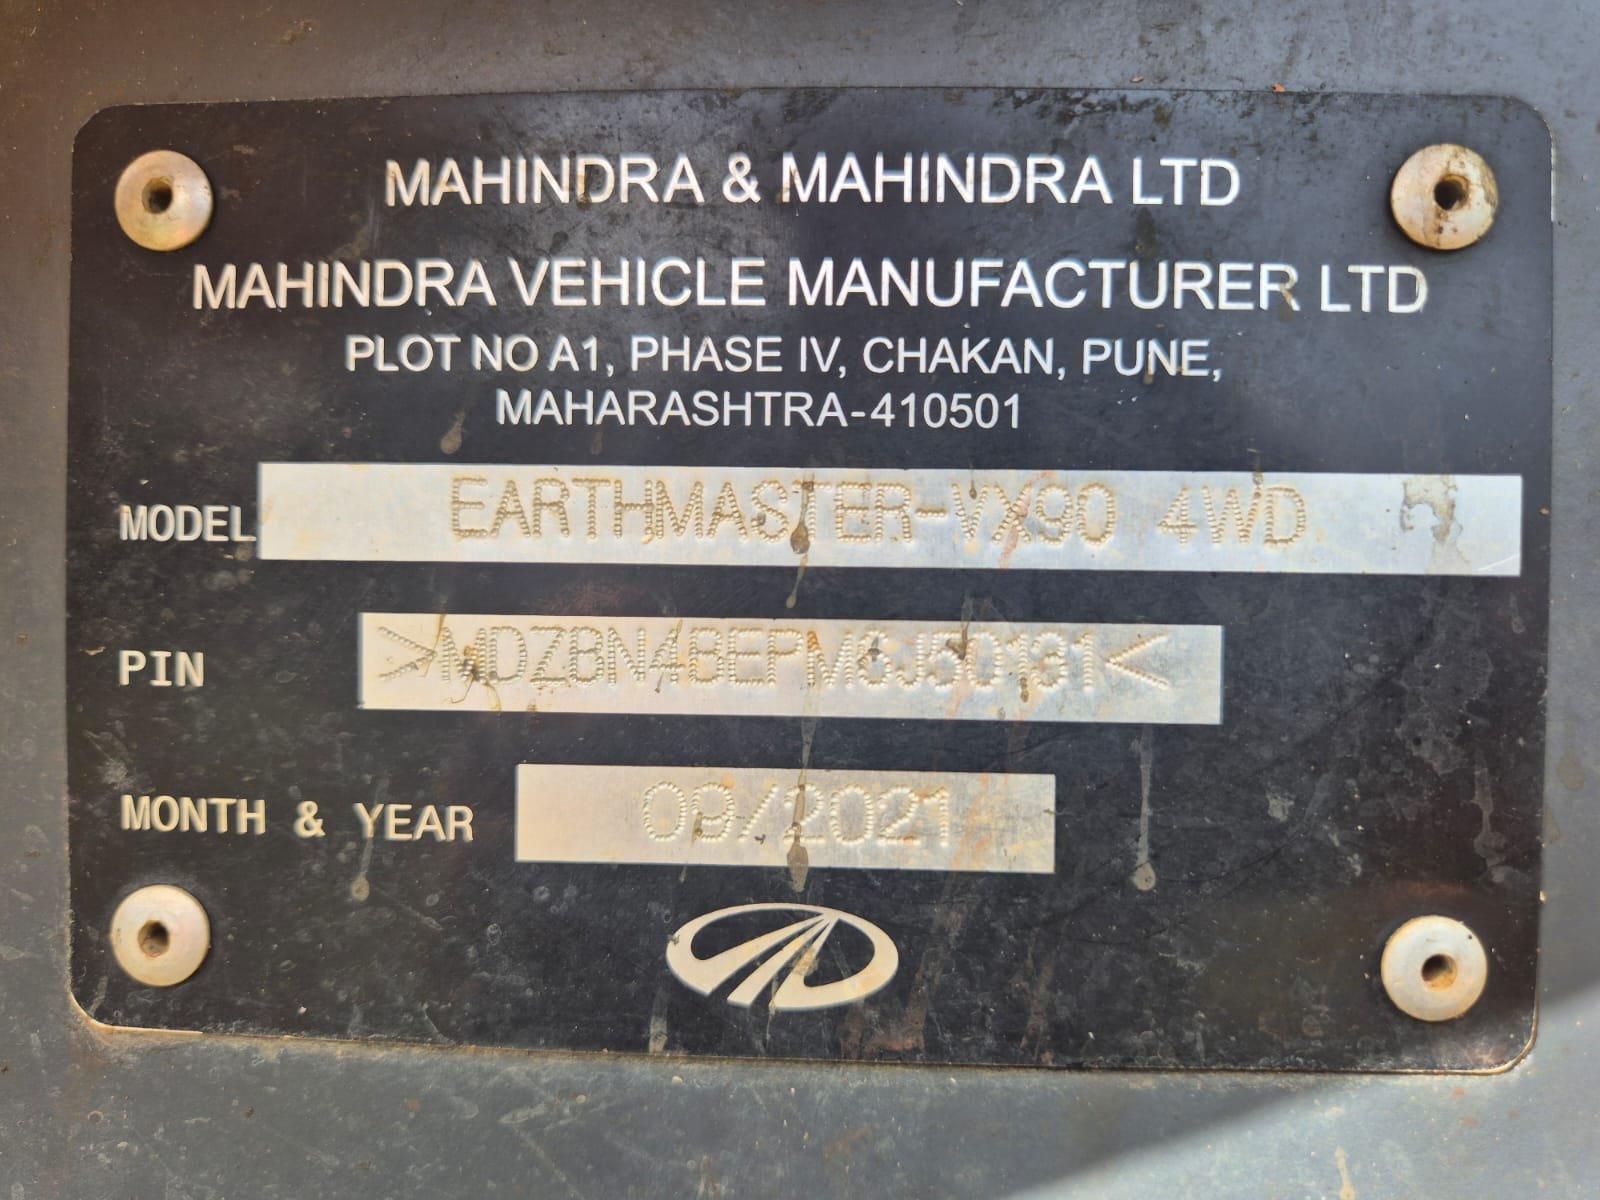 MAHINDRA & MAHINDRA LTD
MAHINDRA VEHICLE MANUFACTURER LTD
PLOT NO A1, PHASE IV, CHAKAN, PUNE,
MAHARASHTRA-410501
MODEL EARTHMASTER-VX90 4WD
PIN >MDZBN4BEPM6J50131<
MONTH & YEAR 09/2021